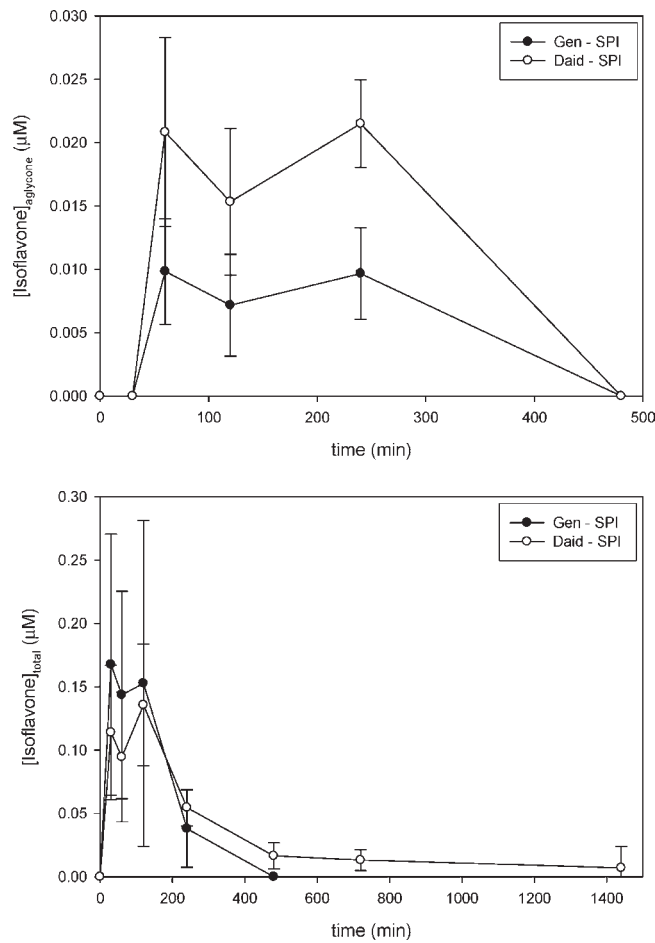 0.030
0.025
0.020
0.015
0.010
0.005
0.000
[Isoflavone]aglycone (μM)
Gen - SPI
Daid - SPI
0 100 200 300 400 500
time (min)
0.30
0.25
0.20
0.15
0.10
0.05
0.00
[Isoflavone]total (μM)
Gen - SPI
Daid - SPI
0 200 400 600 800 1000 1200 1400
time (min)